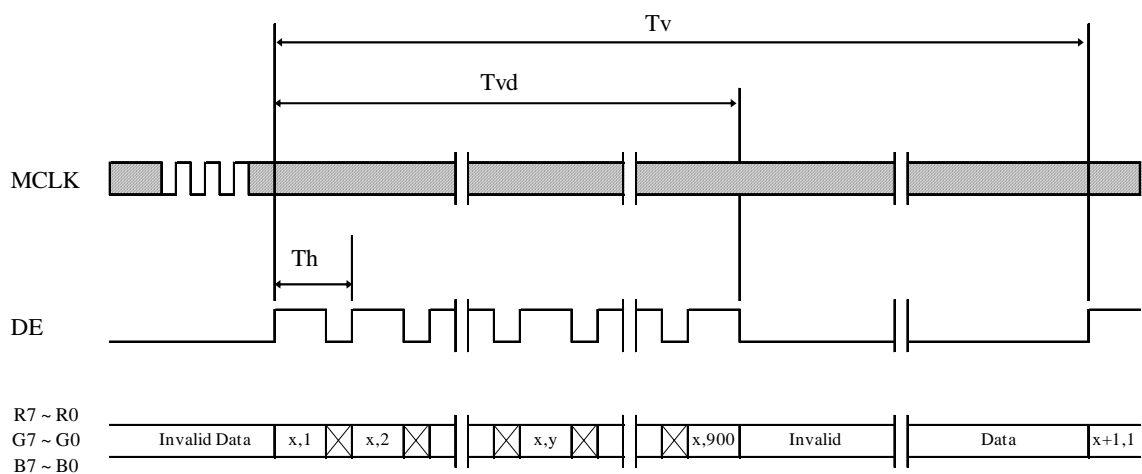 Tv
Tvd
MCLK
Th
DE
R7 ~ R0
G7 ~ G0
B7 ~ B0
Invalid Data x,1 x,2 x,y x,900 Invalid Data x+1,1